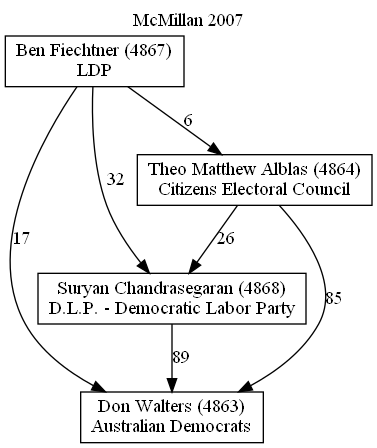 McMillan 2007
Ben Fiechtner (4867)
LDP
6
Theo Matthew Alblas (4864)
Citizens Electoral Council
32
17
26
Suryan Chandrasegaran (4868)
D.L.P. - Democratic Labor Party
85
89
Don Walters (4863)
Australian Democrats